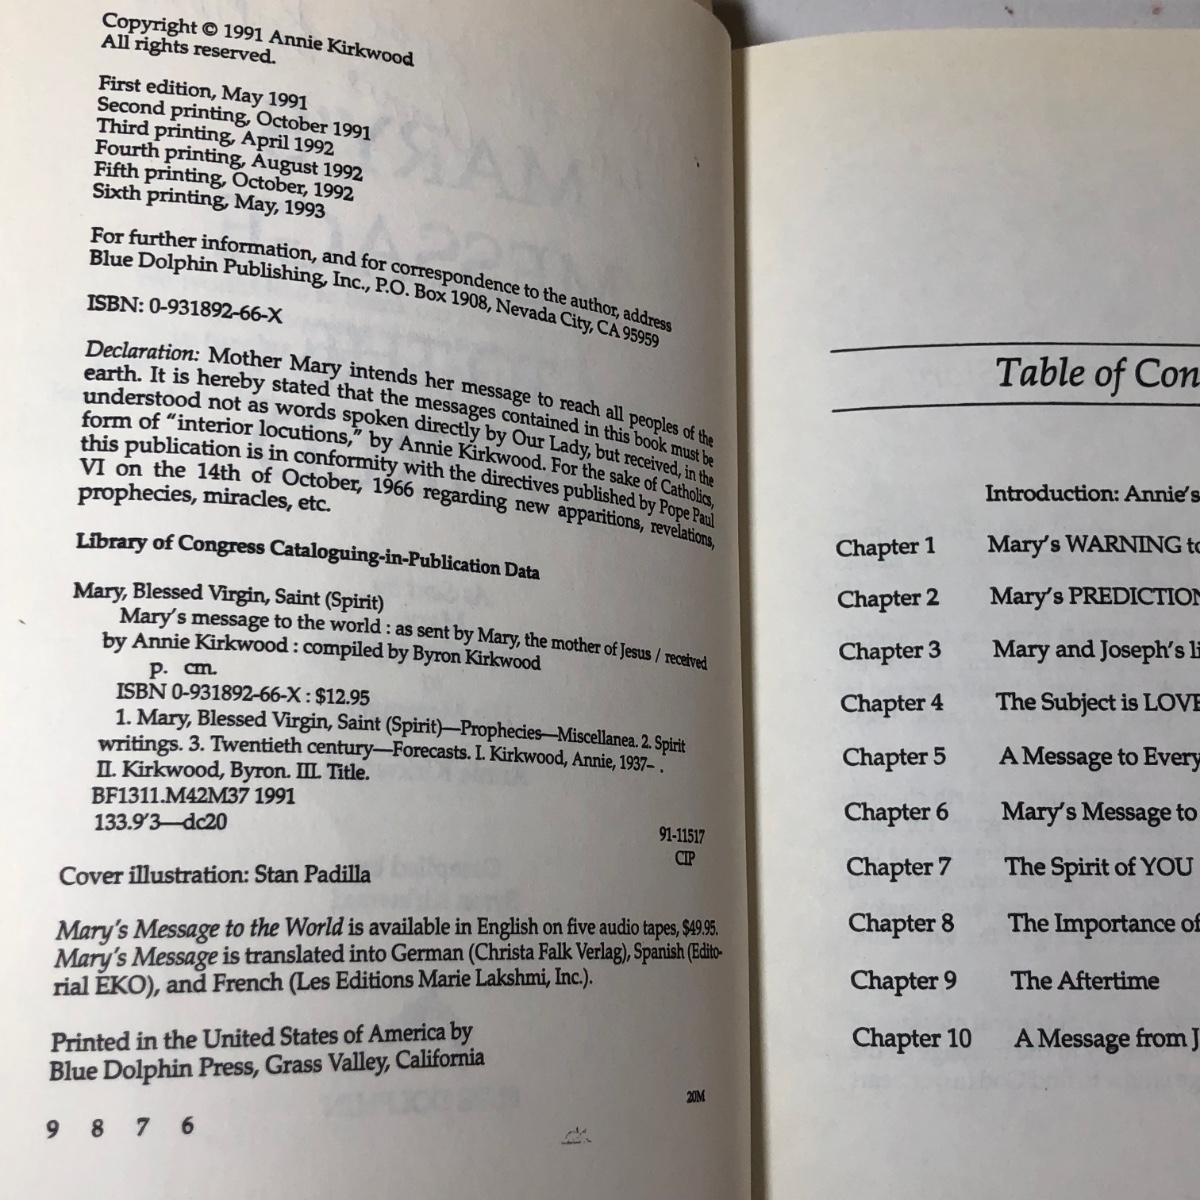 Copyright © 1991 Annie Kirkwood
All rights reserved.
First edition, May 1991
Second printing, October 1991
Third printing, April 1992
Fourth printing, August 1992
Fifth printing, October, 1992
Sixth printing, May, 1993
For further information, and for correspondence to the author, address
Blue Dolphin Publishing, Inc., P.O. Box 1908, Nevada City, CA 95959
ISBN: 0-931892-66-X
Declaration: Mother Mary intends her message to reach all peoples of the
earth. It is hereby stated that the messages contained in this book must be
understood not as words spoken directly by Our Lady, but received, in the
form of “interior locutions,” by Annie Kirkwood. For the sake of Catholics,
this publication is in conformity with the directives published by Pope Paul
VI on the 14th of October, 1966 regarding new apparitions, revelations,
prophecies, miracles, etc.
Library of Congress Cataloguing-in-Publication Data
Mary, Blessed Virgin, Saint (Spirit)
Mary’s message to the world : as sent by Mary, the mother of Jesus / received
by Annie Kirkwood : compiled by Byron Kirkwood
p. cm.
ISBN 0-931892-66-X : $12.95
1. Mary, Blessed Virgin, Saint (Spirit)—Prophecies—Miscellanea. 2. Spirit
writings. 3. Twentieth century—Forecasts. I. Kirkwood, Annie, 1937– .
II. Kirkwood, Byron. III. Title.
BF1311.M42M37 1991
133.9’3—dc20
91-11517
CIP
Cover illustration: Stan Padilla
Mary’s Message to the World is available in English on five audio tapes, $49.95.
Mary’s Message is translated into German (Christa Falk Verlag), Spanish (Edito-
rial EKO), and French (Les Editions Marie Lakshmi, Inc.).
Printed in the United States of America by
Blue Dolphin Press, Grass Valley, California
20M
9 8 7 6
Table of Con
Introduction: Annie’s
Chapter 1 Mary’s WARNING to
Chapter 2 Mary’s PREDICTION
Chapter 3 Mary and Joseph’s li
Chapter 4 The Subject is LOVE
Chapter 5 A Message to Every
Chapter 6 Mary’s Message to
Chapter 7 The Spirit of YOU
Chapter 8 The Importance of
Chapter 9 The Aftertime
Chapter 10 A Message from J